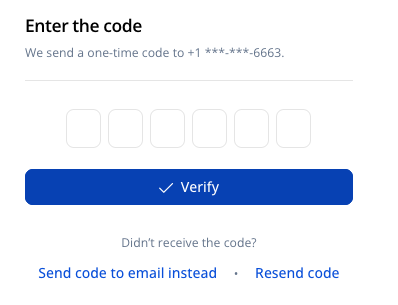 Enter the code
We send a one-time code to +1 ***-***-6663.
Verify
Didn't receive the code?
Send code to email instead • Resend code